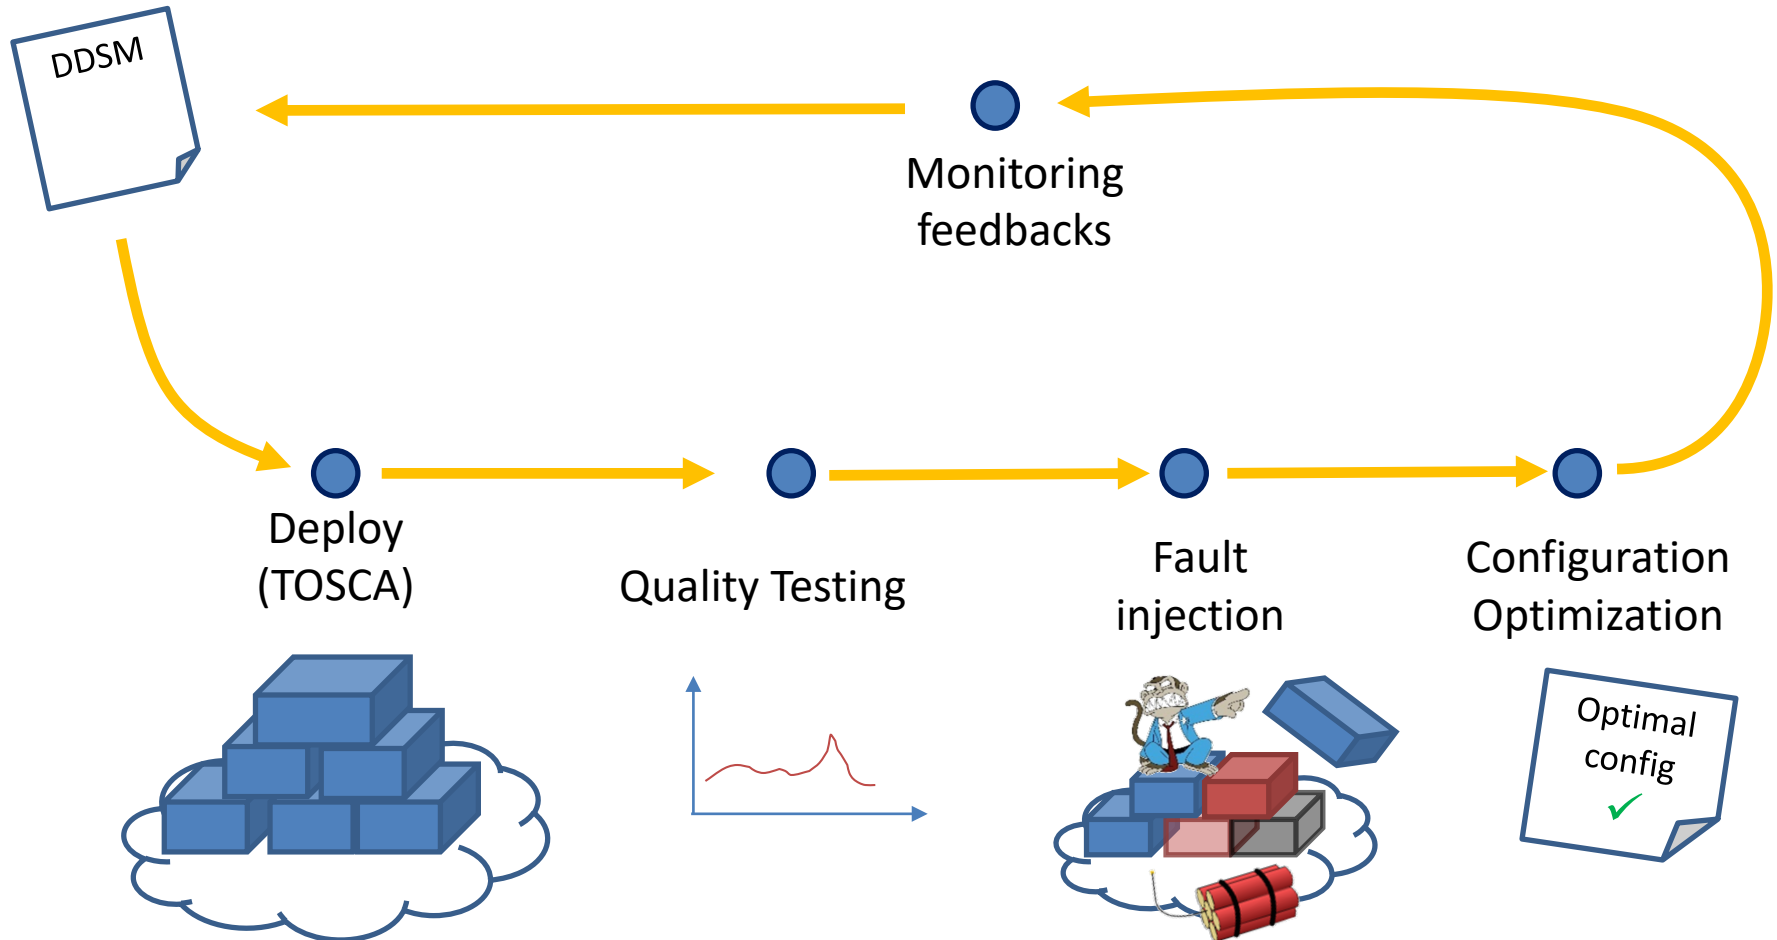 DDSM
Monitoring
feedbacks
Deploy
(TOSCA)
Quality Testing
Fault
injection
Configuration
Optimization
Optimal
config